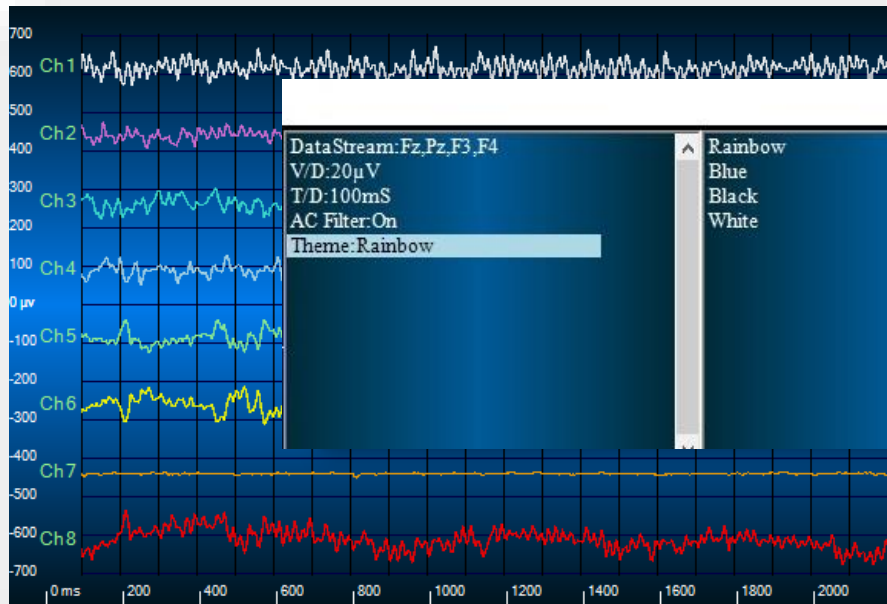 700
600
500
400
300
200
100
0 µv
-100
-200
-300
-400
-500
-600
-700
Ch1
Ch2
Ch3
Ch4
Ch5
Ch6
Ch7
Ch8
DataStream:Fz,Pz,F3,F4
V/D:20µV
T/D:100mS
AC Filter:On
Theme:Rainbow
Rainbow
Blue
Black
White
0 ms 200 400 600 800 1000 1200 1400 1600 1800 2000